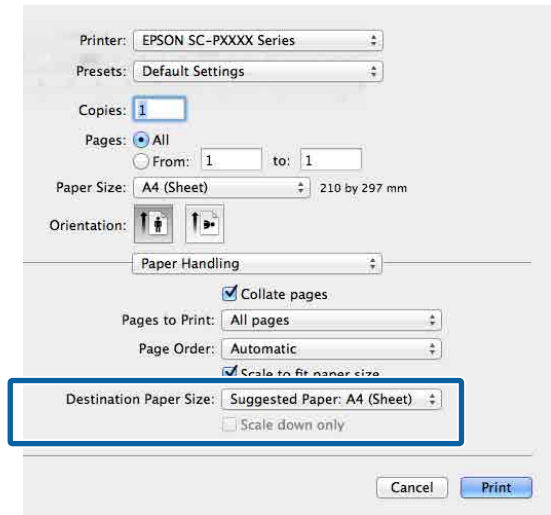 Printer: EPSON SC-PXXXX Series
Presets: Default Settings
Copies: 1
Pages: All
From: 1 to: 1
Paper Size: A4 (Sheet) 210 by 297 mm
Orientation:
Paper Handling
Collate pages
Pages to Print: All pages
Page Order: Automatic
Scale to fit paper size
Destination Paper Size: Suggested Paper: A4 (Sheet)
Scale down only
Cancel Print